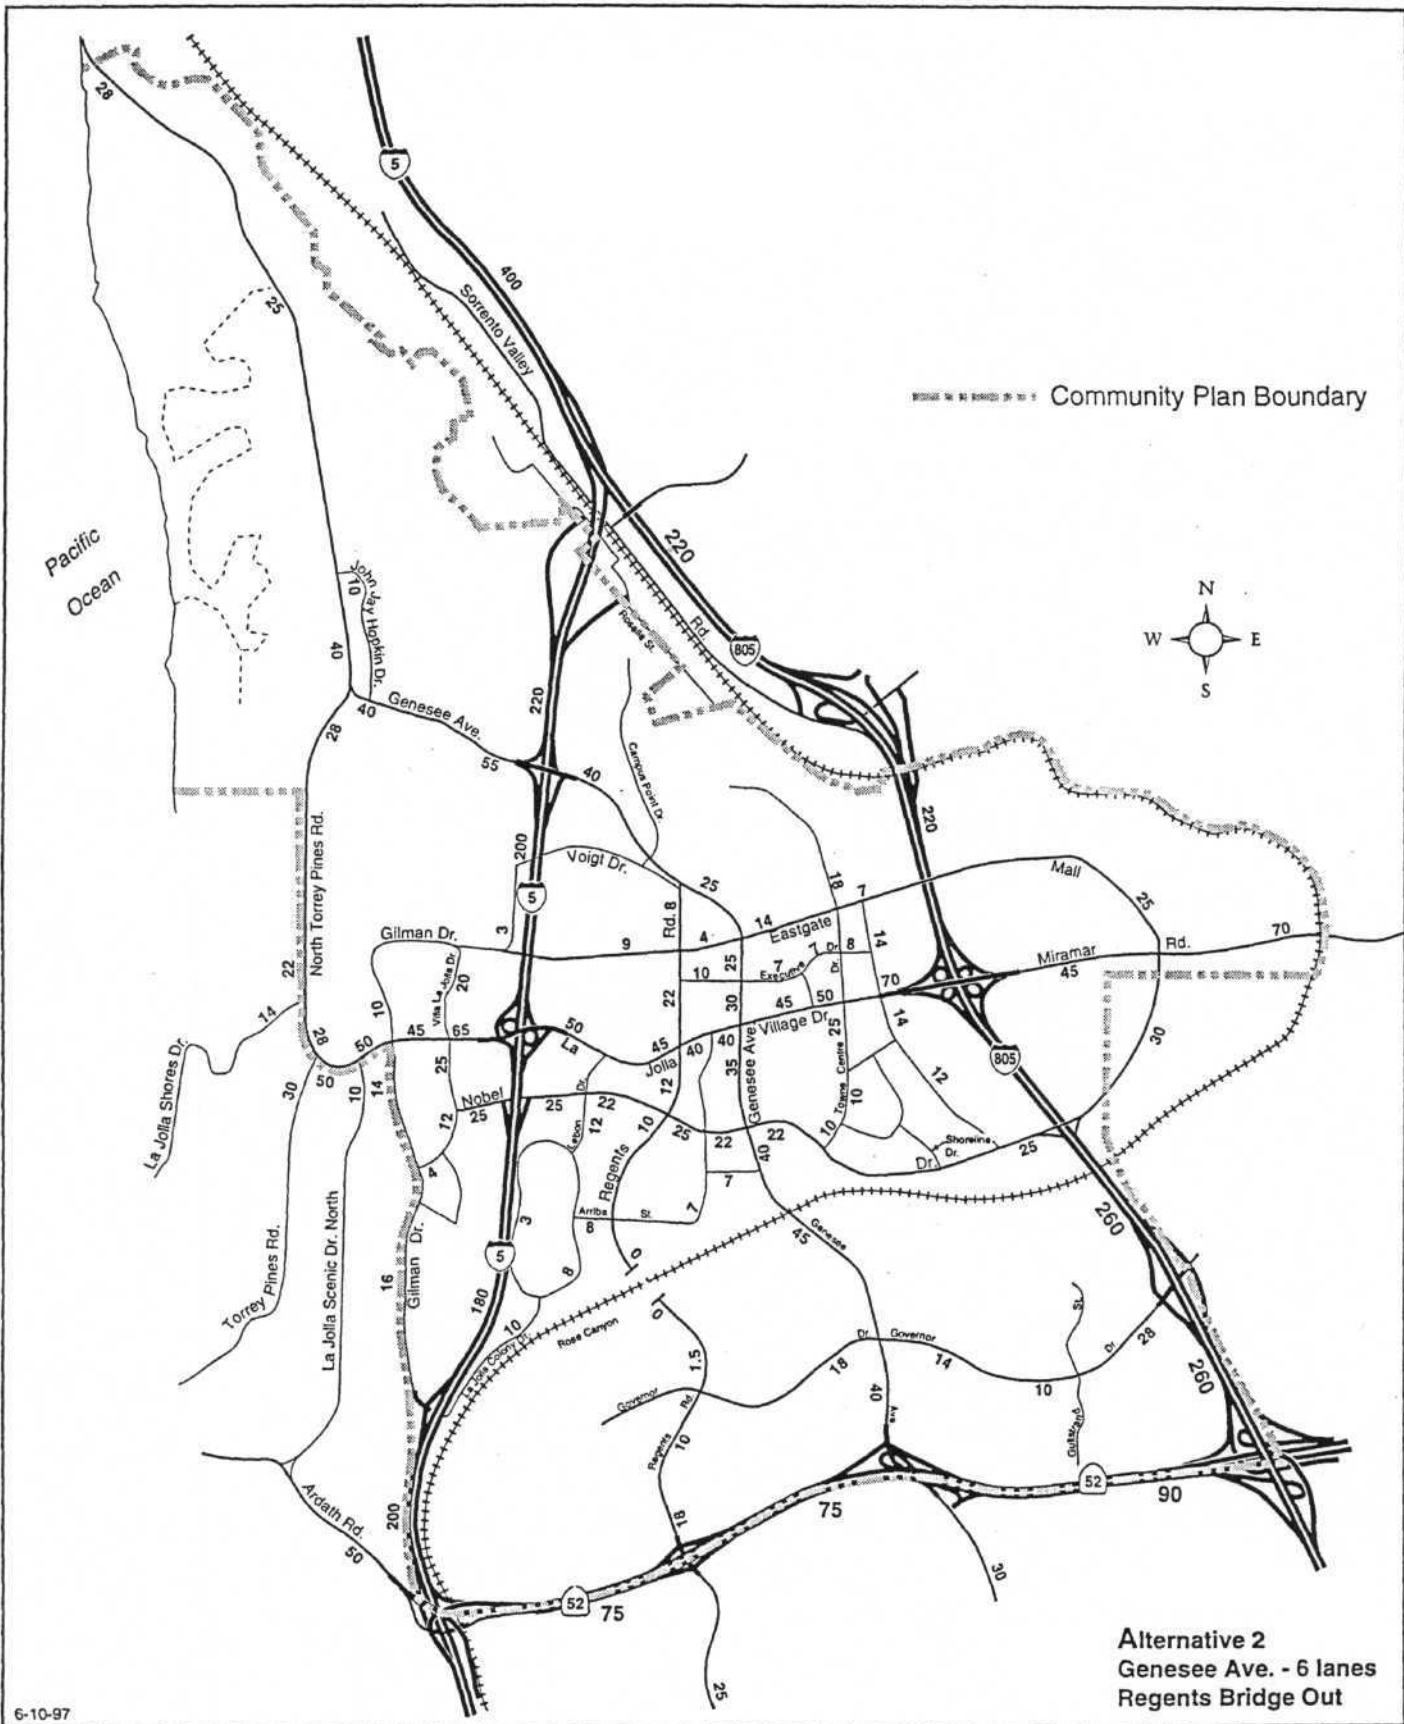 28
5
400
Sorrento Valley
25
Community Plan Boundary
Pacific
Ocean
220
John Jay Hopkin Dr.
10
N
W
E
S
Roselle St.
Rd.
805
40
220
28
40
Genesee Ave.
55
40
Campus Point Dr.
220
North Torrey Pines Rd.
200
Voigt Dr.
25
18
7
Mall
25
5
Rd. 8
14
Eastgate
Gilman Dr.
3
9
4
7
Dr.
8
14
Miramar
Rd.
70
22
Villa La Jolla Dr.
20
10
Executive
7
25
Dr.
45
14
10
22
30
45
50
70
28
50
45
65
50
La
45
Jolla
40
40
Village Dr.
25
14
30
La Jolla Shores Dr.
50
30
10
14
25
12
35
Genesee Ave
Towne Centre
10
12
805
Nobel
25
25
22
Dr.
Lebon
12
10
25
22
22
10
Shoreline
Dr.
25
12
4
Regents
40
Dr.
7
7
Arriba
St.
8
3
Genesee
45
260
Torrey Pines Rd.
La Jolla Scenic Dr. North
16
Gilman Dr.
5
180
8
0
0
Rose Canyon
10
La Jolla Colony Dr.
1.5
Dr.
Governor
18
14
St.
10
Dr.
28
260
Governor
Rd.
Regents
10
40
Ave
Gullstrand
Ardath Rd.
50
200
18
75
52
90
30
52
75
25
Alternative 2
Genesee Ave. - 6 lanes
Regents Bridge Out
6-10-97